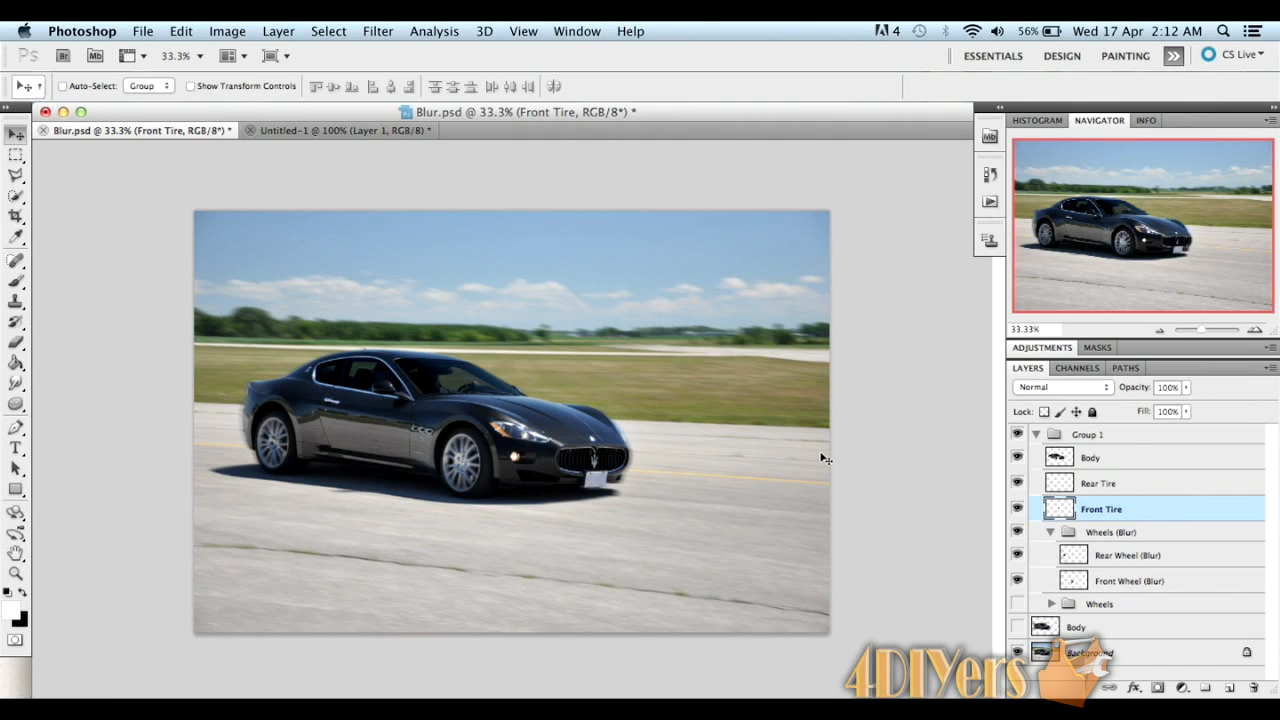 Photoshop File Edit Image Layer Select Filter Analysis 3D View Window Help 4 56% Wed 17 Apr 2:12 AM
Ps Br Mb 33.3% ESSENTIALS DESIGN PAINTING CS Live
Auto-Select: Group Show Transform Controls
Blur.psd @ 33.3% (Front Tire, RGB/8*) *
Blur.psd @ 33.3% (Front Tire, RGB/8*) * Untitled-1 @ 100% (Layer 1, RGB/8) *
HISTOGRAM NAVIGATOR INFO
Mb
33.33%
ADJUSTMENTS MASKS
LAYERS CHANNELS PATHS
Normal Opacity: 100%
Lock: Fill: 100%
Group 1
Body
Rear Tire
Front Tire
Wheels (Blur)
Rear Wheel (Blur)
Front Wheel (Blur)
Wheels
Body
Background
4DIYers